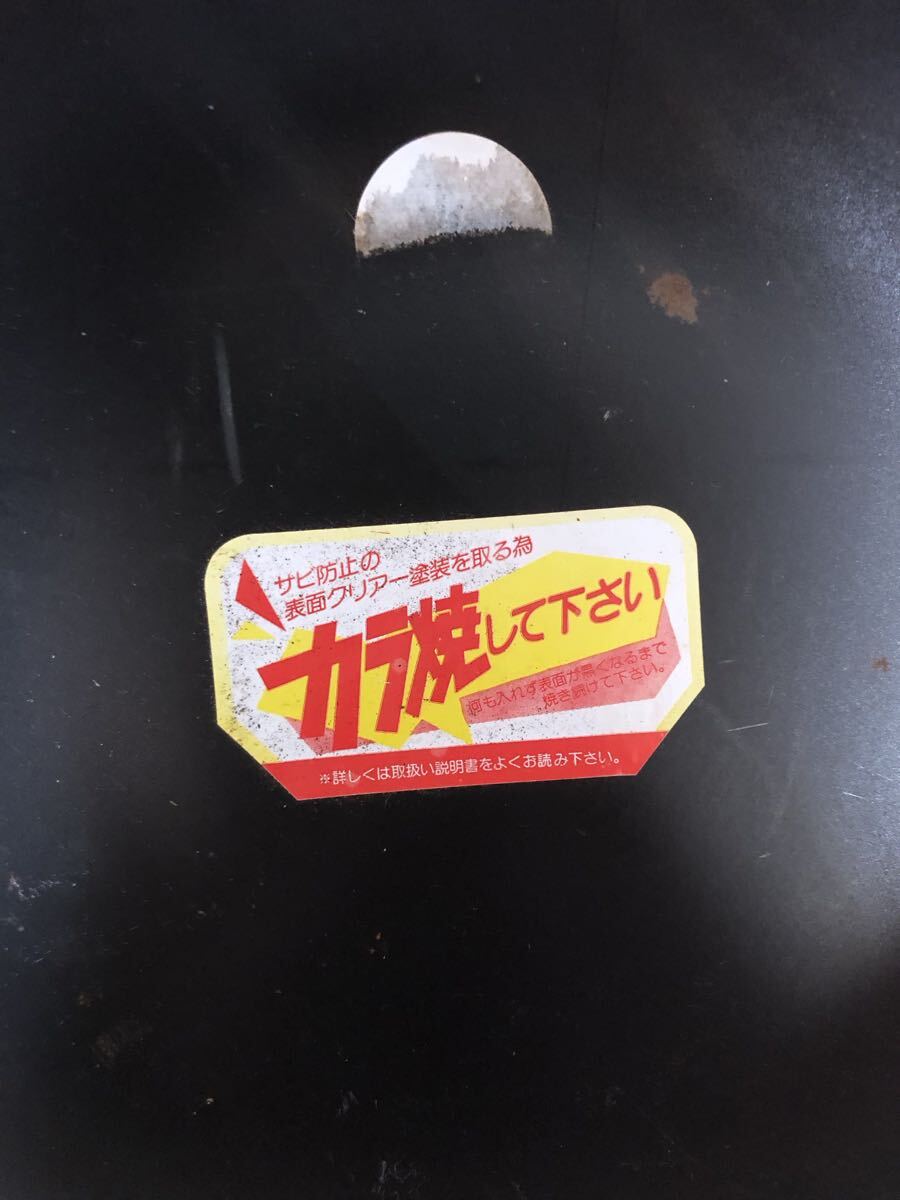 サビ防止の
表面クリアー塗装を取る為
カラ焼して下さい
何も入れず表面が黒くなるまで
焼き続けて下さい。
※詳しくは取扱い説明書をよくお読み下さい。